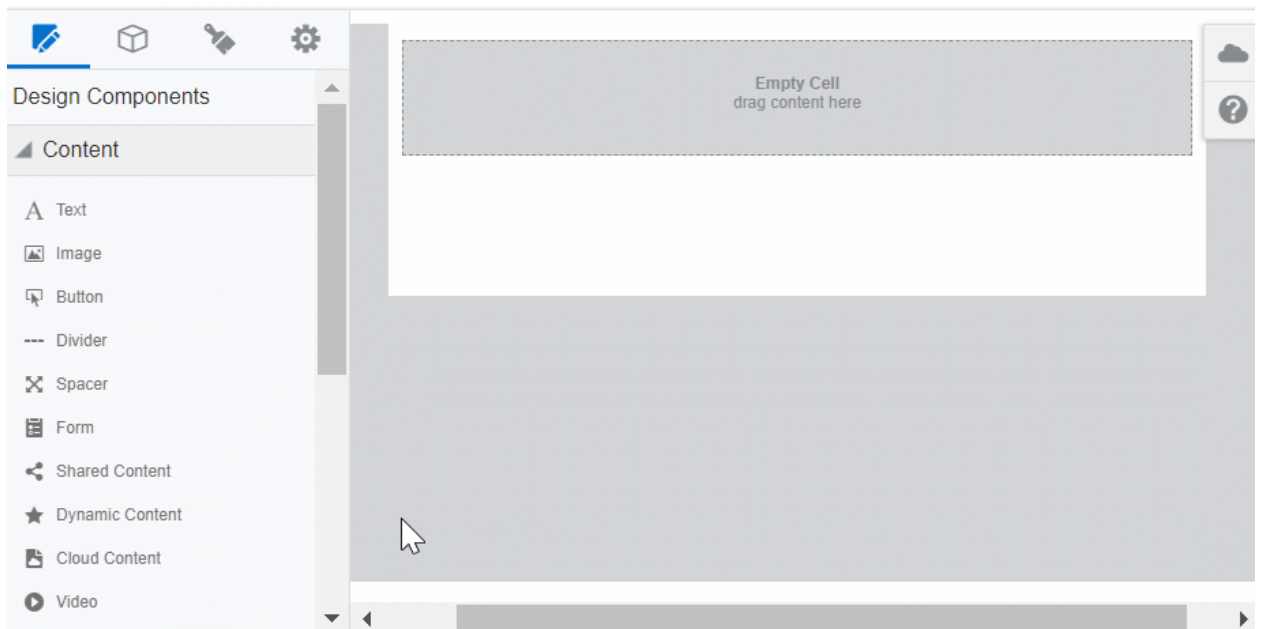 Design Components
Content
Text
Image
Button
Divider
Spacer
Form
Shared Content
Dynamic Content
Cloud Content
Video
Empty Cell
drag content here